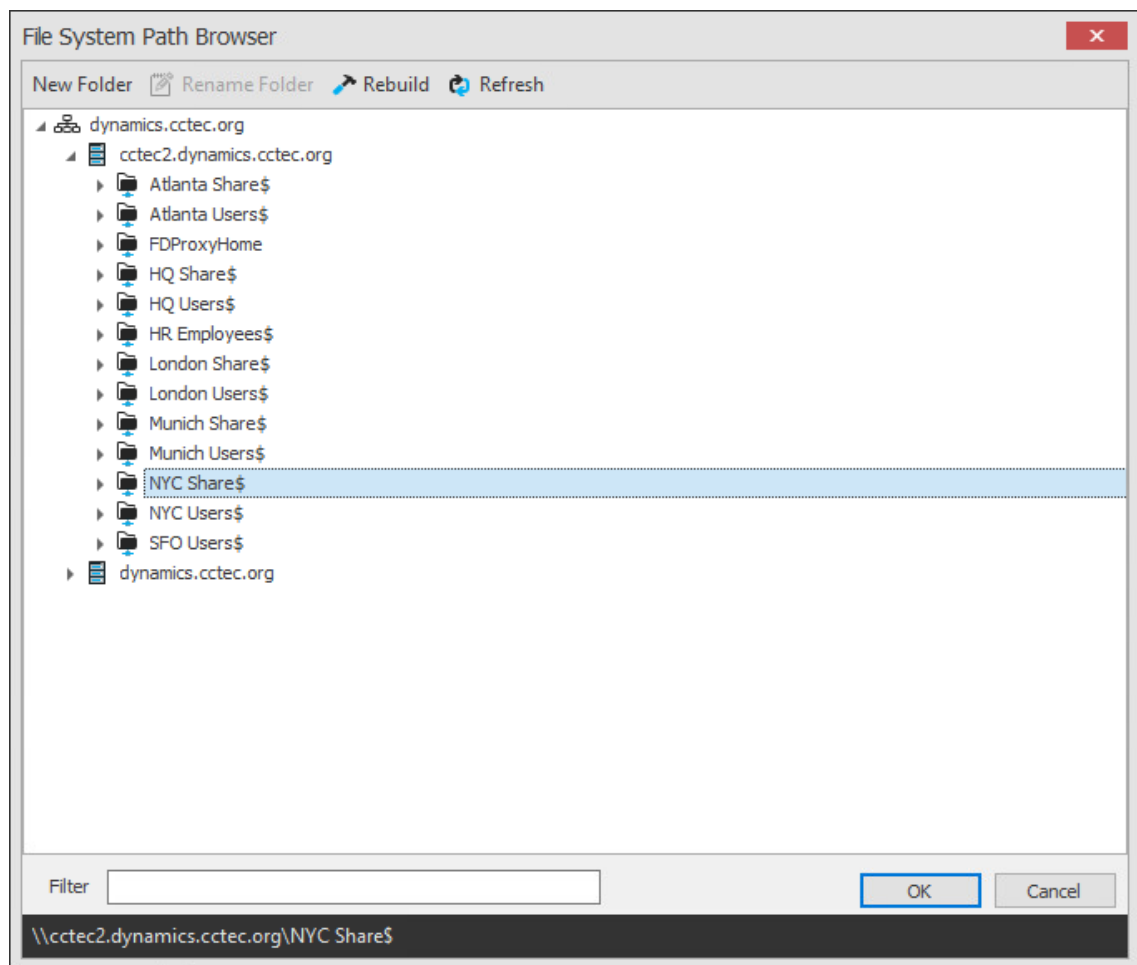 File System Path Browser
New Folder Rename Folder Rebuild Refresh
dynamics.cctec.org
cctec2.dynamics.cctec.org
Atlanta Share$
Atlanta Users$
FDProxyHome
HQ Share$
HQ Users$
HR Employees$
London Share$
London Users$
Munich Share$
Munich Users$
NYC Share$
NYC Users$
SFO Users$
dynamics.cctec.org
Filter OK Cancel
\\cctec2.dynamics.cctec.org\NYC Share$